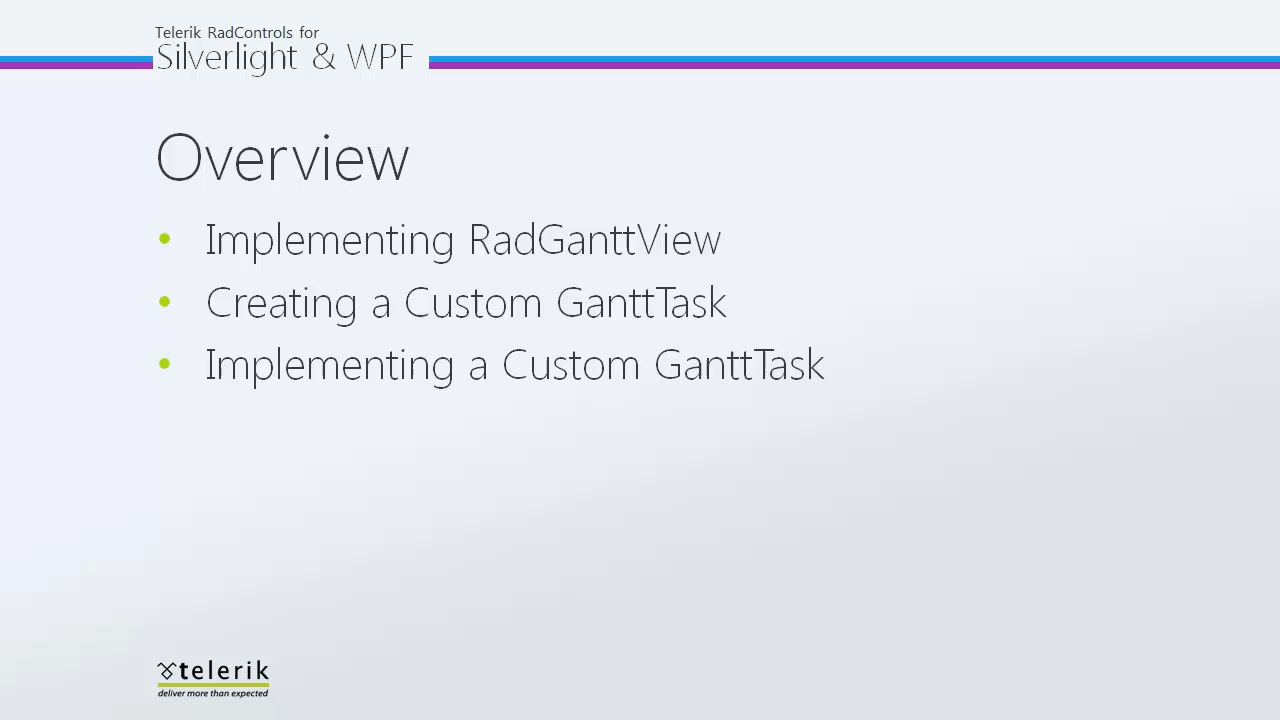 Telerik RadControls for
Silverlight & WPF
Overview
• Implementing RadGanttView
• Creating a Custom GanttTask
• Implementing a Custom GanttTask
telerik
deliver more than expected